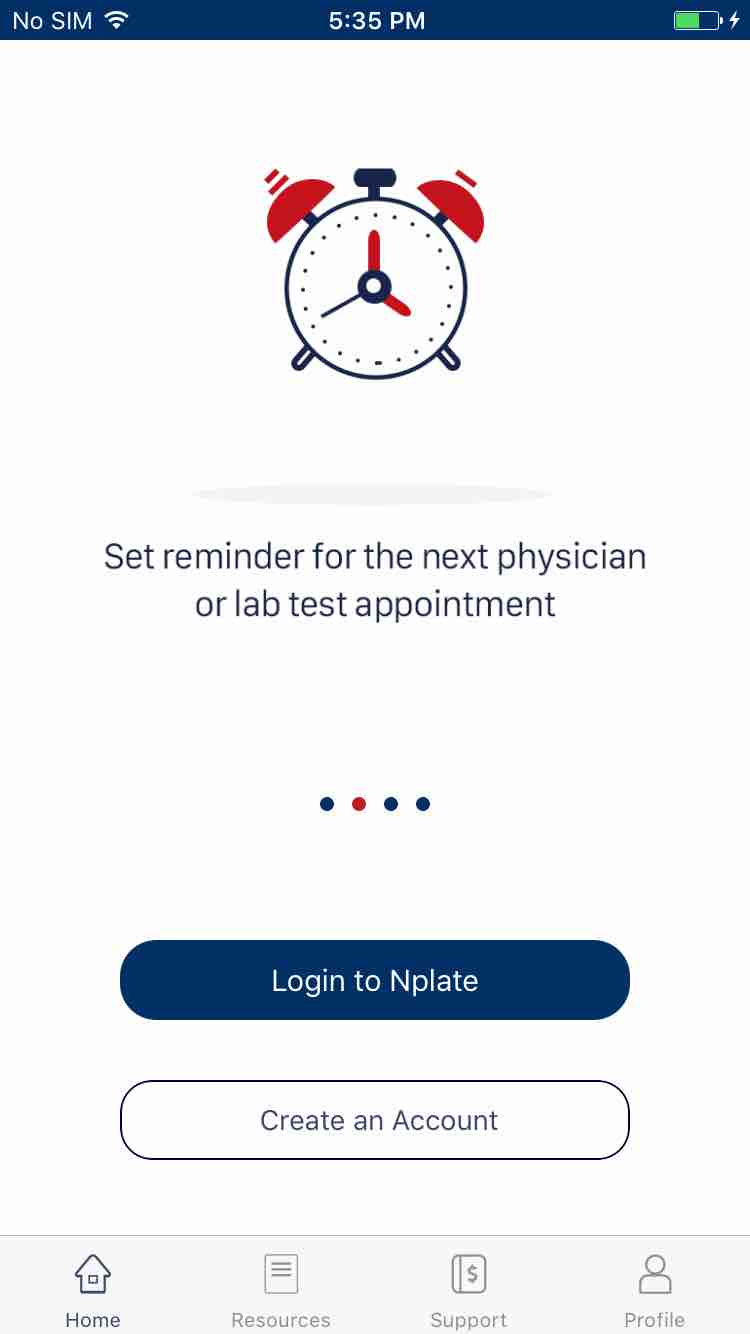 No SIM 5:35 PM
Set reminder for the next physician
or lab test appointment
Login to Nplate
Create an Account
$
Home Resources Support Profile